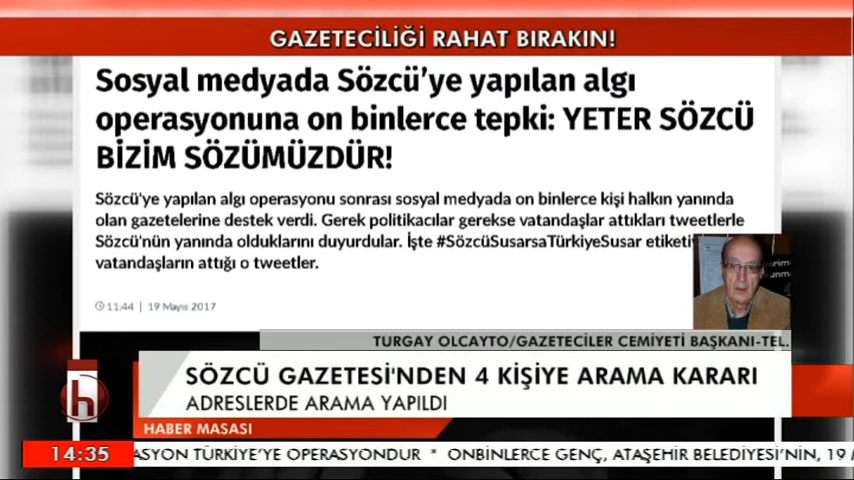 GAZETECİLİĞİ RAHAT BIRAKIN!
Sosyal medyada Sözcü'ye yapılan algı
operasyonuna on binlerce tepki: YETER SÖZCÜ
BİZİM SÖZÜMÜZDÜR!
Sözcü'ye yapılan algı operasyonu sonrası sosyal medyada on binlerce kişi halkın yanında
olan gazetelerine destek verdi. Gerek politikacılar gerekse vatandaşlar attıkları tweetlerle
Sözcü'nün yanında olduklarını duyurdular. İşte #SözcüSusarsaTürkiyeSusar
vatandaşların attığı o tweetler.
11:44 | 19 Mayıs 2017
TURGAY OLCAYTO/GAZETECİLER CEMİYETİ BAŞKANI-TEL.
SÖZCÜ GAZETESİ'NDEN 4 KİŞİYE ARAMA KARARI
ADRESLERDE ARAMA YAPILDI
h
HABER MASASI
14:35 ASYON TÜRKİYE'YE OPERASYONDUR * ONBİNLERCE GENÇ, ATAŞEHİR BELEDİYESİ'NİN, 19